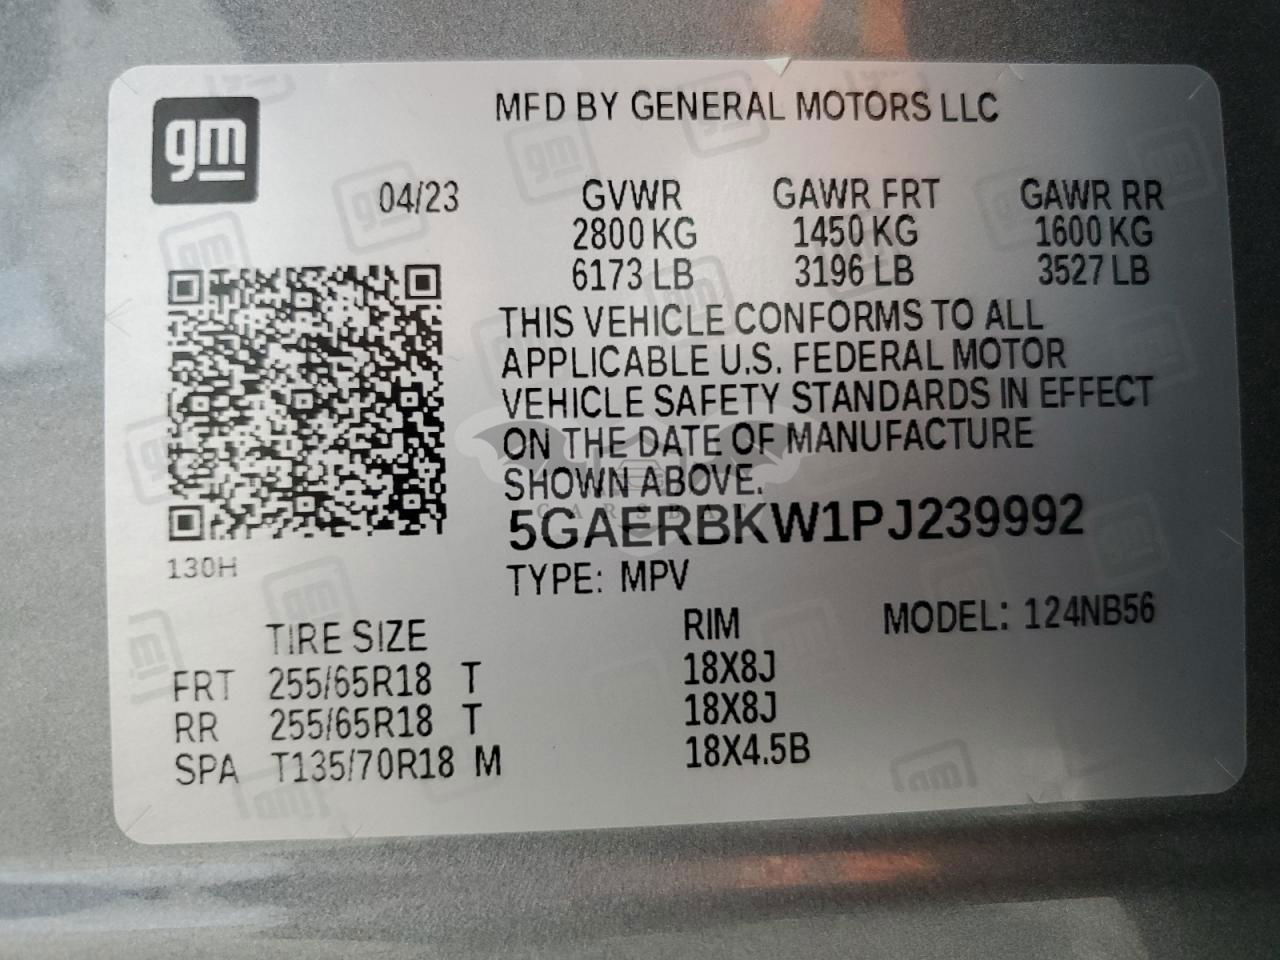 gm
MFD BY GENERAL MOTORS LLC
04/23
GVWR GAWR FRT GAWR RR
2800 KG 1450 KG 1600 KG
6173 LB 3196 LB 3527 LB
THIS VEHICLE CONFORMS TO ALL
APPLICABLE U.S. FEDERAL MOTOR
VEHICLE SAFETY STANDARDS IN EFFECT
ON THE DATE OF MANUFACTURE
SHOWN ABOVE.
5GAERBKW1PJ239992
130H
TYPE: MPV
TIRE SIZE RIM MODEL: 124NB56
FRT 255/65R18 T 18X8J
RR 255/65R18 T 18X8J
SPA T135/70R18 M 18X4.5B